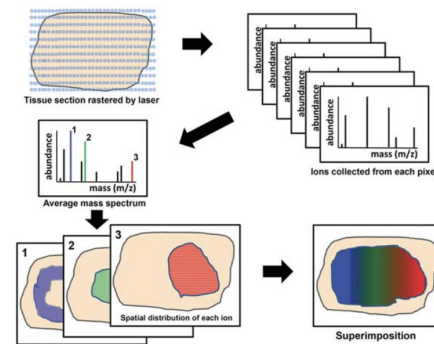 Tissue section rastered by laser
abundance
abundance
abundance
abundance
abundance
abundance
mass (m/z)
Ions collected from each pixel
1
2
3
abundance
mass (m/z)
Average mass spectrum
1
2
3
Spatial distribution of each ion
Superimposition